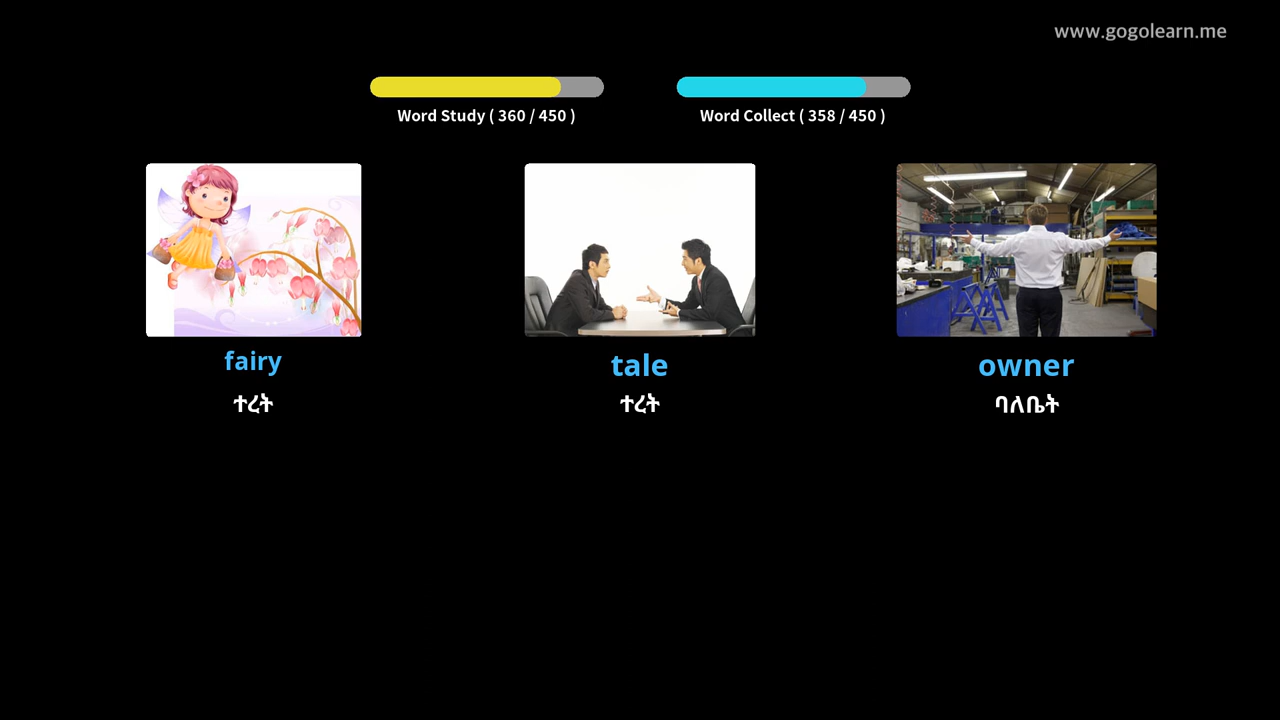 www.gogolearn.me
Word Study ( 360 / 450 )
Word Collect ( 358 / 450 )
fairy
tale
owner
ተረት
ተረት
ባለቤት